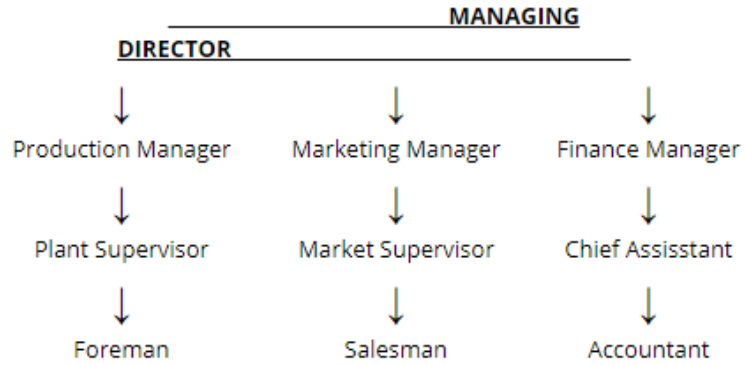 MANAGING
DIRECTOR
Production Manager Marketing Manager Finance Manager
Plant Supervisor Market Supervisor Chief Assisstant
Foreman Salesman Accountant